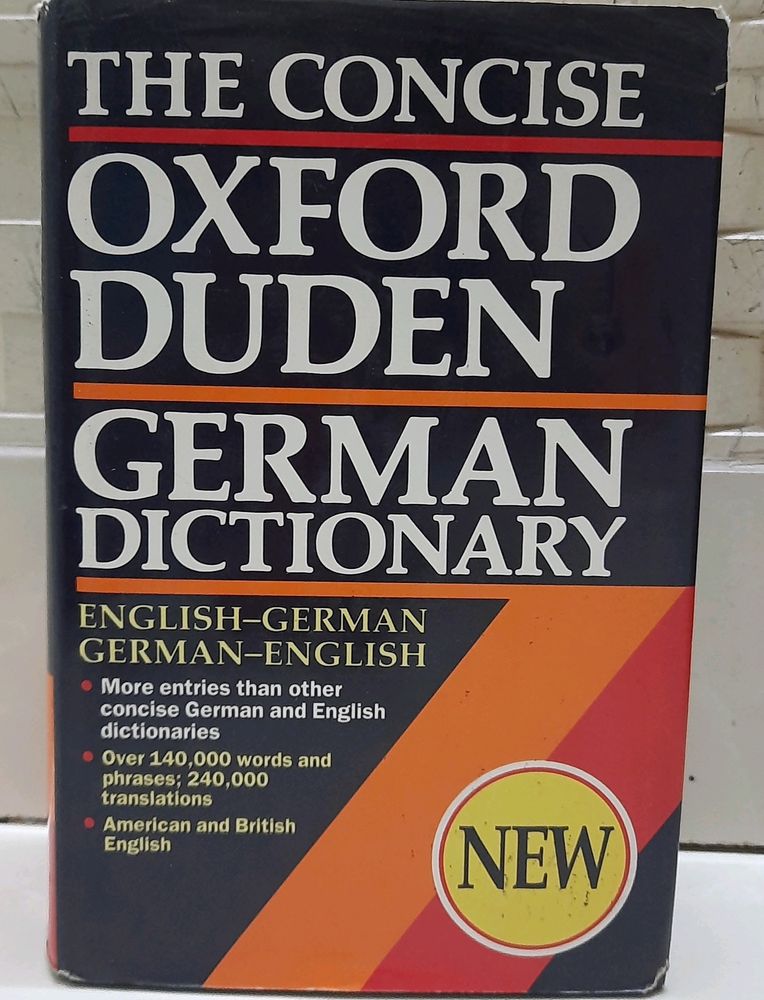 THE CONCISE
OXFORD
DUDEN
GERMAN
DICTIONARY
ENGLISH–GERMAN
GERMAN–ENGLISH
• More entries than other
concise German and English
dictionaries
• Over 140,000 words and
phrases; 240,000
translations
• American and British
English
NEW